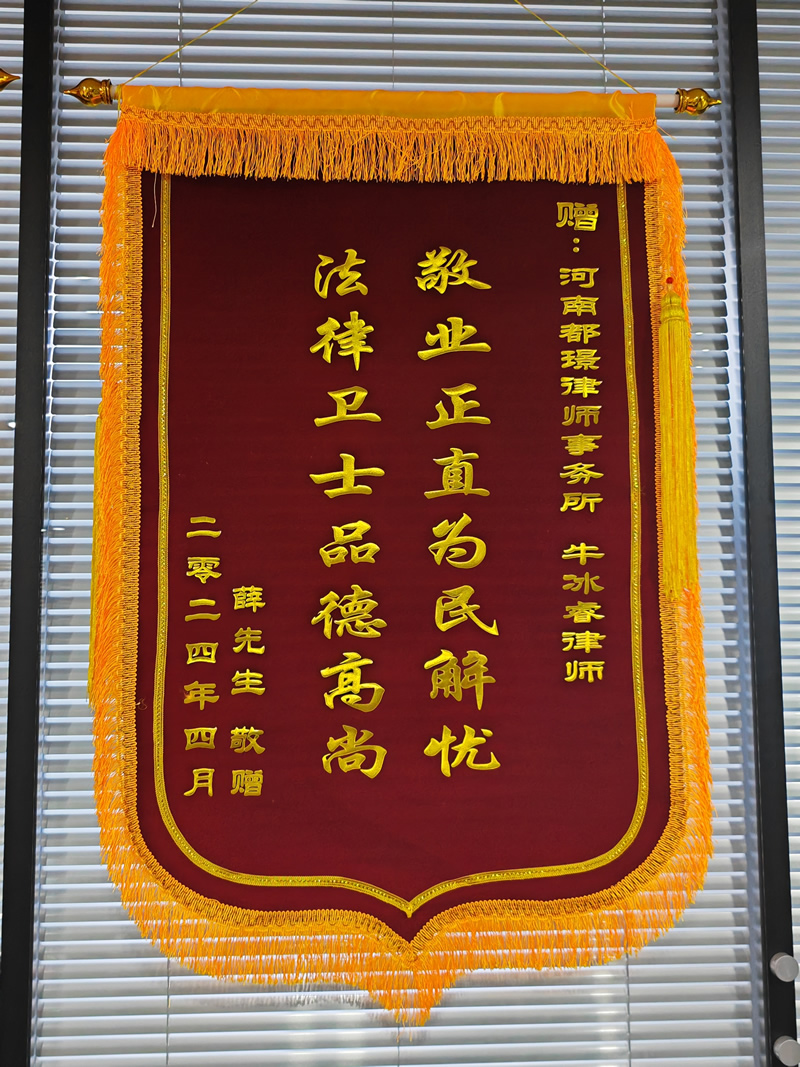 赠：河南都璟律师事务所 牛冰睿律师
敬业正直为民解忧
法律卫士品德高尚
薛先生 敬赠
二零二四年四月